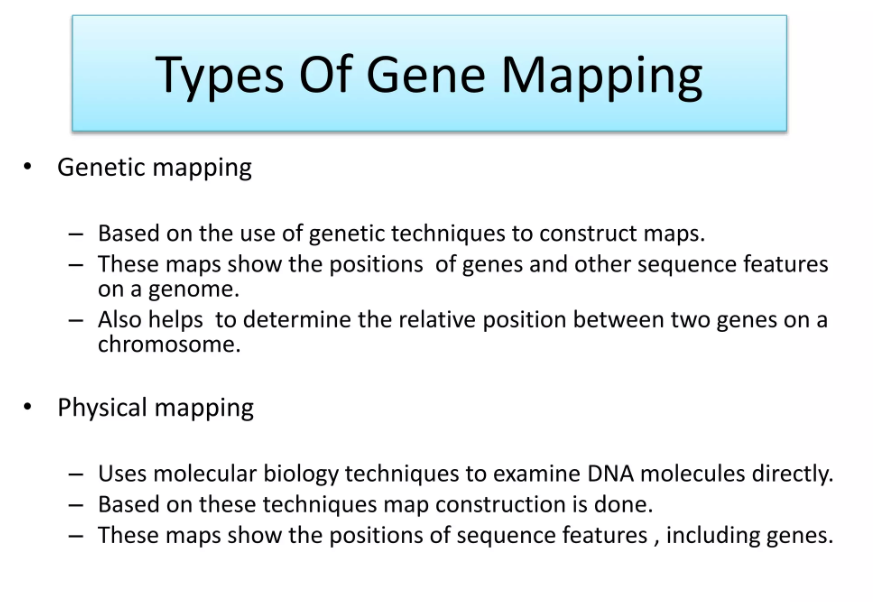 Types Of Gene Mapping
• Genetic mapping
– Based on the use of genetic techniques to construct maps.
– These maps show the positions  of genes and other sequence features
on a genome.
– Also helps  to determine the relative position between two genes on a
chromosome.
• Physical mapping
– Uses molecular biology techniques to examine DNA molecules directly.
– Based on these techniques map construction is done.
– These maps show the positions of sequence features , including genes.